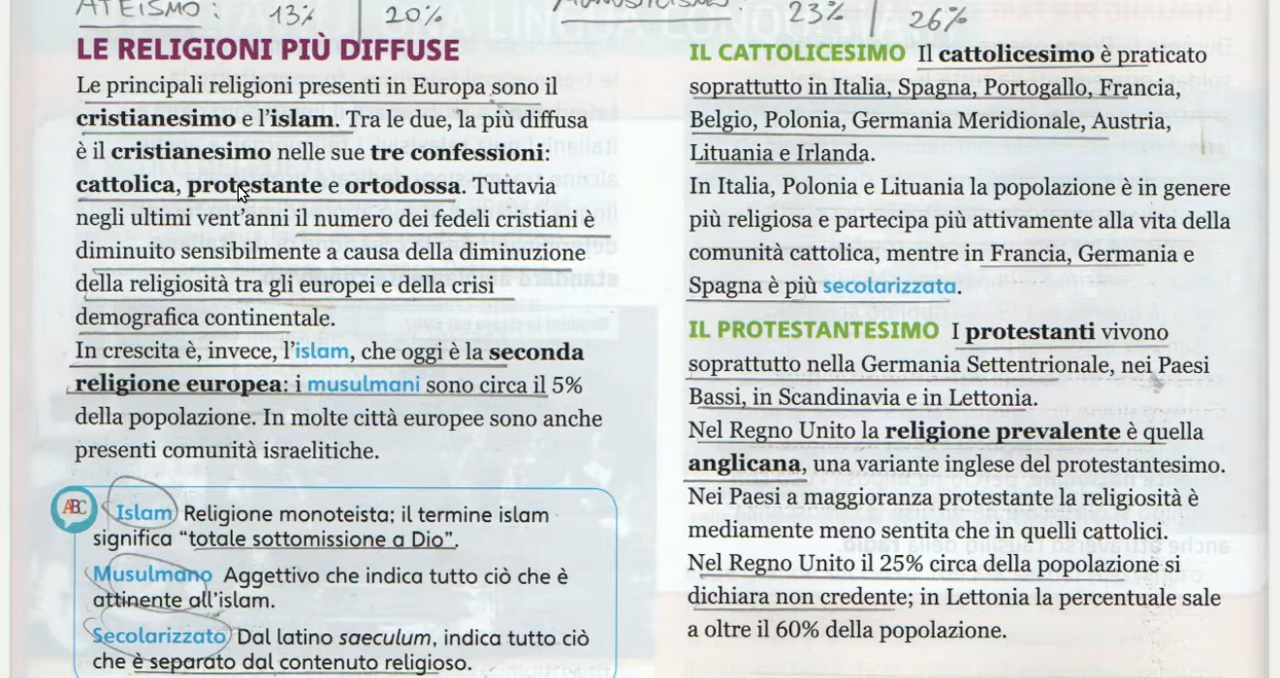 ATEISMO: 13% 20%
23% 26%
LE RELIGIONI PIÙ DIFFUSE
Le principali religioni presenti in Europa sono il
cristianesimo e l’islam. Tra le due, la più diffusa
è il cristianesimo nelle sue tre confessioni:
cattolica, protestante e ortodossa. Tuttavia
negli ultimi vent’anni il numero dei fedeli cristiani è
diminuito sensibilmente a causa della diminuzione
della religiosità tra gli europei e della crisi
demografica continentale.
In crescita è, invece, l’islam, che oggi è la seconda
religione europea: i musulmani sono circa il 5%
della popolazione. In molte città europee sono anche
presenti comunità israelitiche.
ABC
Islam Religione monoteista; il termine islam
significa “totale sottomissione a Dio”.
Musulmano Aggettivo che indica tutto ciò che è
attinente all’islam.
Secolarizzato Dal latino saeculum, indica tutto ciò
che è separato dal contenuto religioso.
IL CATTOLICESIMO Il cattolicesimo è praticato
soprattutto in Italia, Spagna, Portogallo, Francia,
Belgio, Polonia, Germania Meridionale, Austria,
Lituania e Irlanda.
In Italia, Polonia e Lituania la popolazione è in genere
più religiosa e partecipa più attivamente alla vita della
comunità cattolica, mentre in Francia, Germania e
Spagna è più secolarizzata.
IL PROTESTANTESIMO I protestanti vivono
soprattutto nella Germania Settentrionale, nei Paesi
Bassi, in Scandinavia e in Lettonia.
Nel Regno Unito la religione prevalente è quella
anglicana, una variante inglese del protestantesimo.
Nei Paesi a maggioranza protestante la religiosità è
mediamente meno sentita che in quelli cattolici.
Nel Regno Unito il 25% circa della popolazione si
dichiara non credente; in Lettonia la percentuale sale
a oltre il 60% della popolazione.